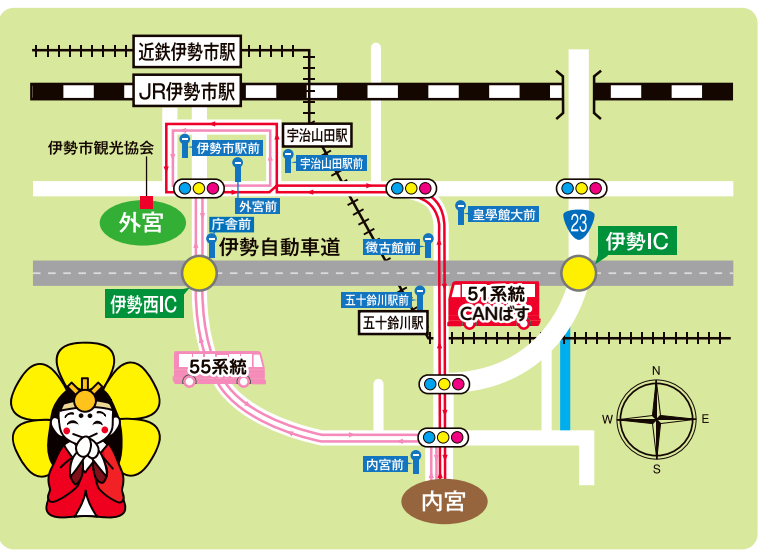 近鉄伊勢市駅
JR伊勢市駅
宇治山田駅
伊勢市観光協会
伊勢市駅前
宇治山田駅前
外宮前
外宮
庁舎前
皇學館大前
23
伊勢自動車道
徴古館前
伊勢IC
伊勢西IC
五十鈴川駅前
51系統
CANばす
五十鈴川駅
55系統
N
W
E
S
内宮前
内宮